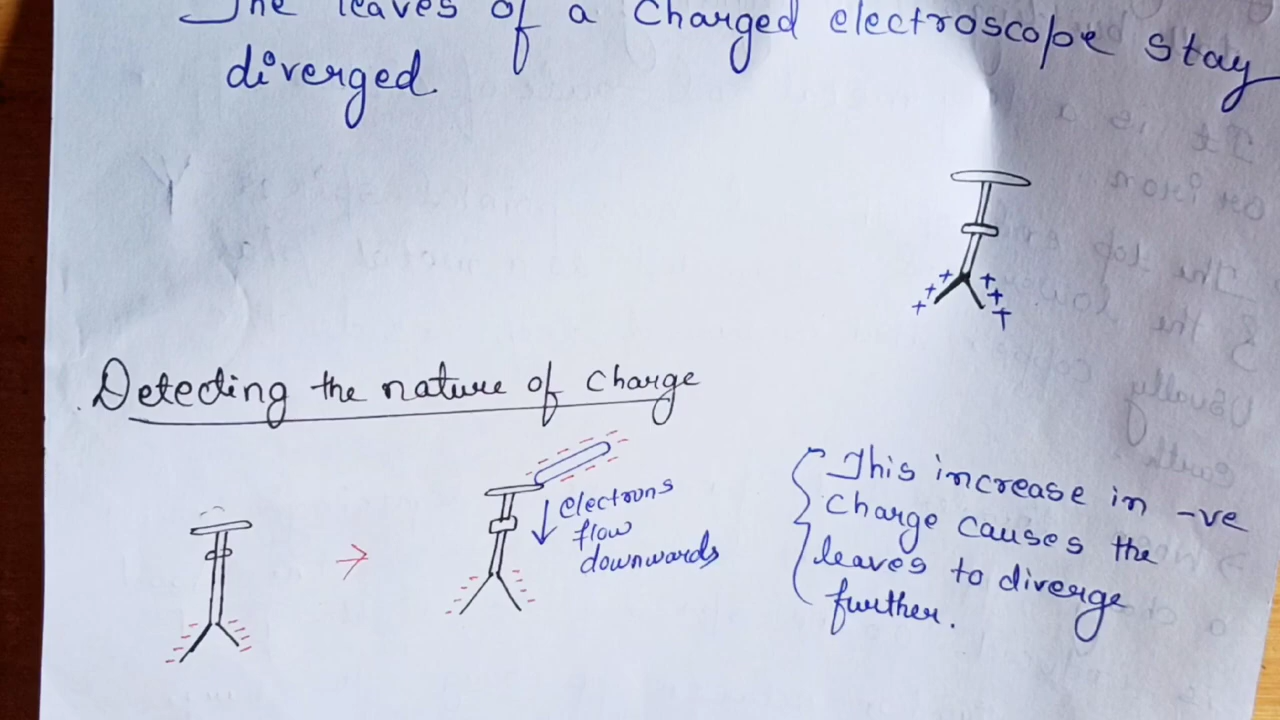 The leaves of a charged electroscope stay
diverged
Detecting the nature of charge
electrons
flow
downwards
This increase in -ve
charge causes the
leaves to diverge
further.